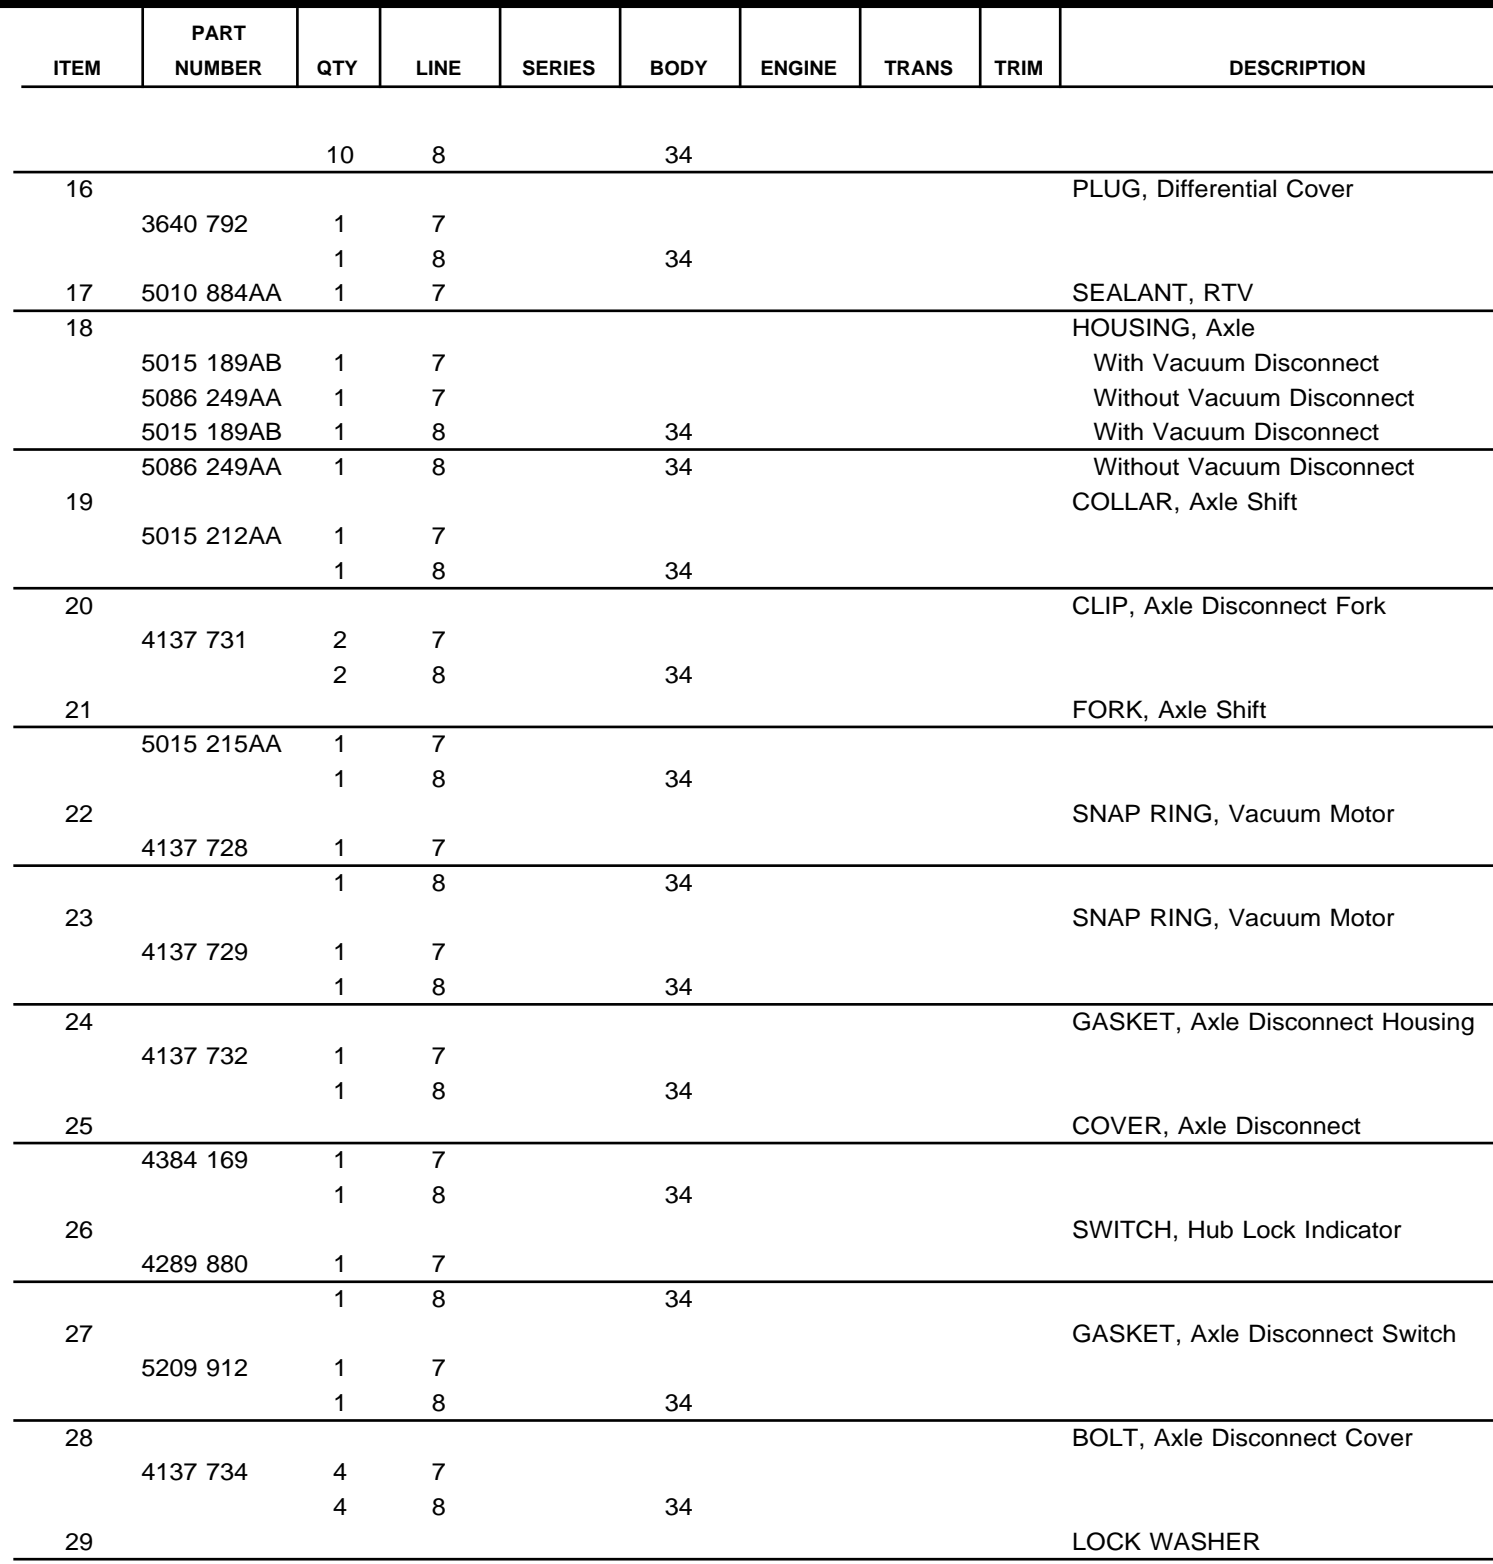 PART
ITEM NUMBER QTY LINE SERIES BODY ENGINE TRANS TRIM DESCRIPTION
10 8 34
16 PLUG, Differential Cover
3640 792 1 7
1 8 34
17 5010 884AA 1 7 SEALANT, RTV
18 HOUSING, Axle
5015 189AB 1 7 With Vacuum Disconnect
5086 249AA 1 7 Without Vacuum Disconnect
5015 189AB 1 8 34 With Vacuum Disconnect
5086 249AA 1 8 34 Without Vacuum Disconnect
19 COLLAR, Axle Shift
5015 212AA 1 7
1 8 34
20 CLIP, Axle Disconnect Fork
4137 731 2 7
2 8 34
21 FORK, Axle Shift
5015 215AA 1 7
1 8 34
22 SNAP RING, Vacuum Motor
4137 728 1 7
1 8 34
23 SNAP RING, Vacuum Motor
4137 729 1 7
1 8 34
24 GASKET, Axle Disconnect Housing
4137 732 1 7
1 8 34
25 COVER, Axle Disconnect
4384 169 1 7
1 8 34
26 SWITCH, Hub Lock Indicator
4289 880 1 7
1 8 34
27 GASKET, Axle Disconnect Switch
5209 912 1 7
1 8 34
28 BOLT, Axle Disconnect Cover
4137 734 4 7
4 8 34
29 LOCK WASHER